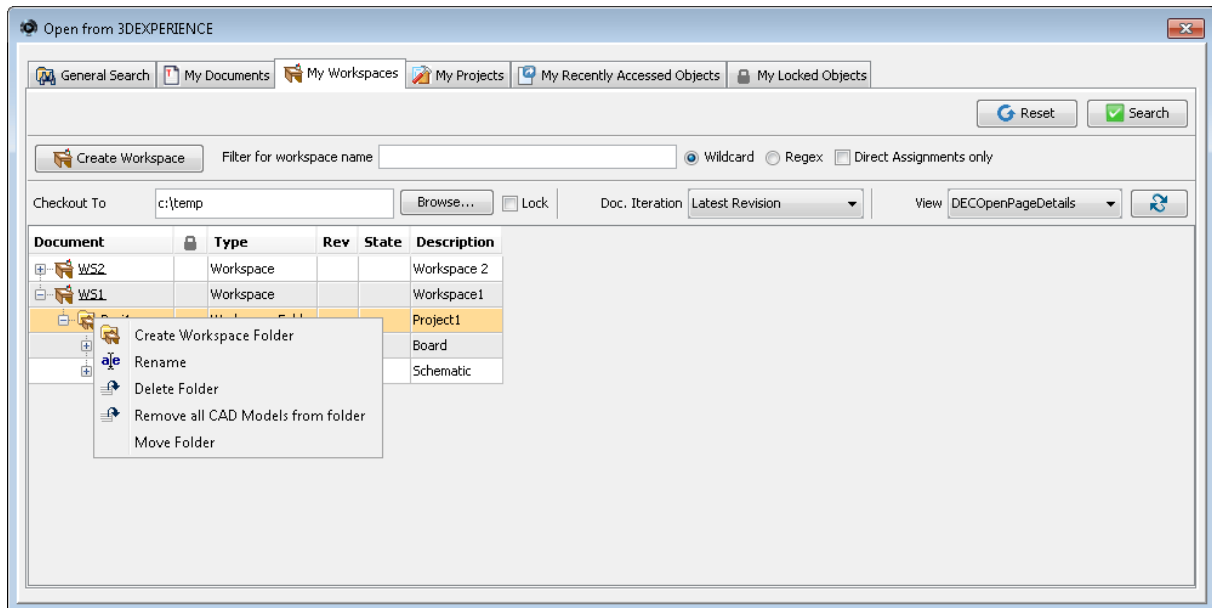 Open from 3DEXPERIENCE
General Search My Documents My Workspaces My Projects My Recently Accessed Objects My Locked Objects
Reset Search
Create Workspace Filter for workspace name Wildcard Regex Direct Assignments only
Checkout To c:\temp Browse... Lock Doc. Iteration Latest Revision View DECOpenPageDetails
Document Type Rev State Description
WS2 Workspace Workspace 2
WS1 Workspace Workspace1
Project1
Create Workspace Folder
Board
Rename
Schematic
Delete Folder
Remove all CAD Models from folder
Move Folder